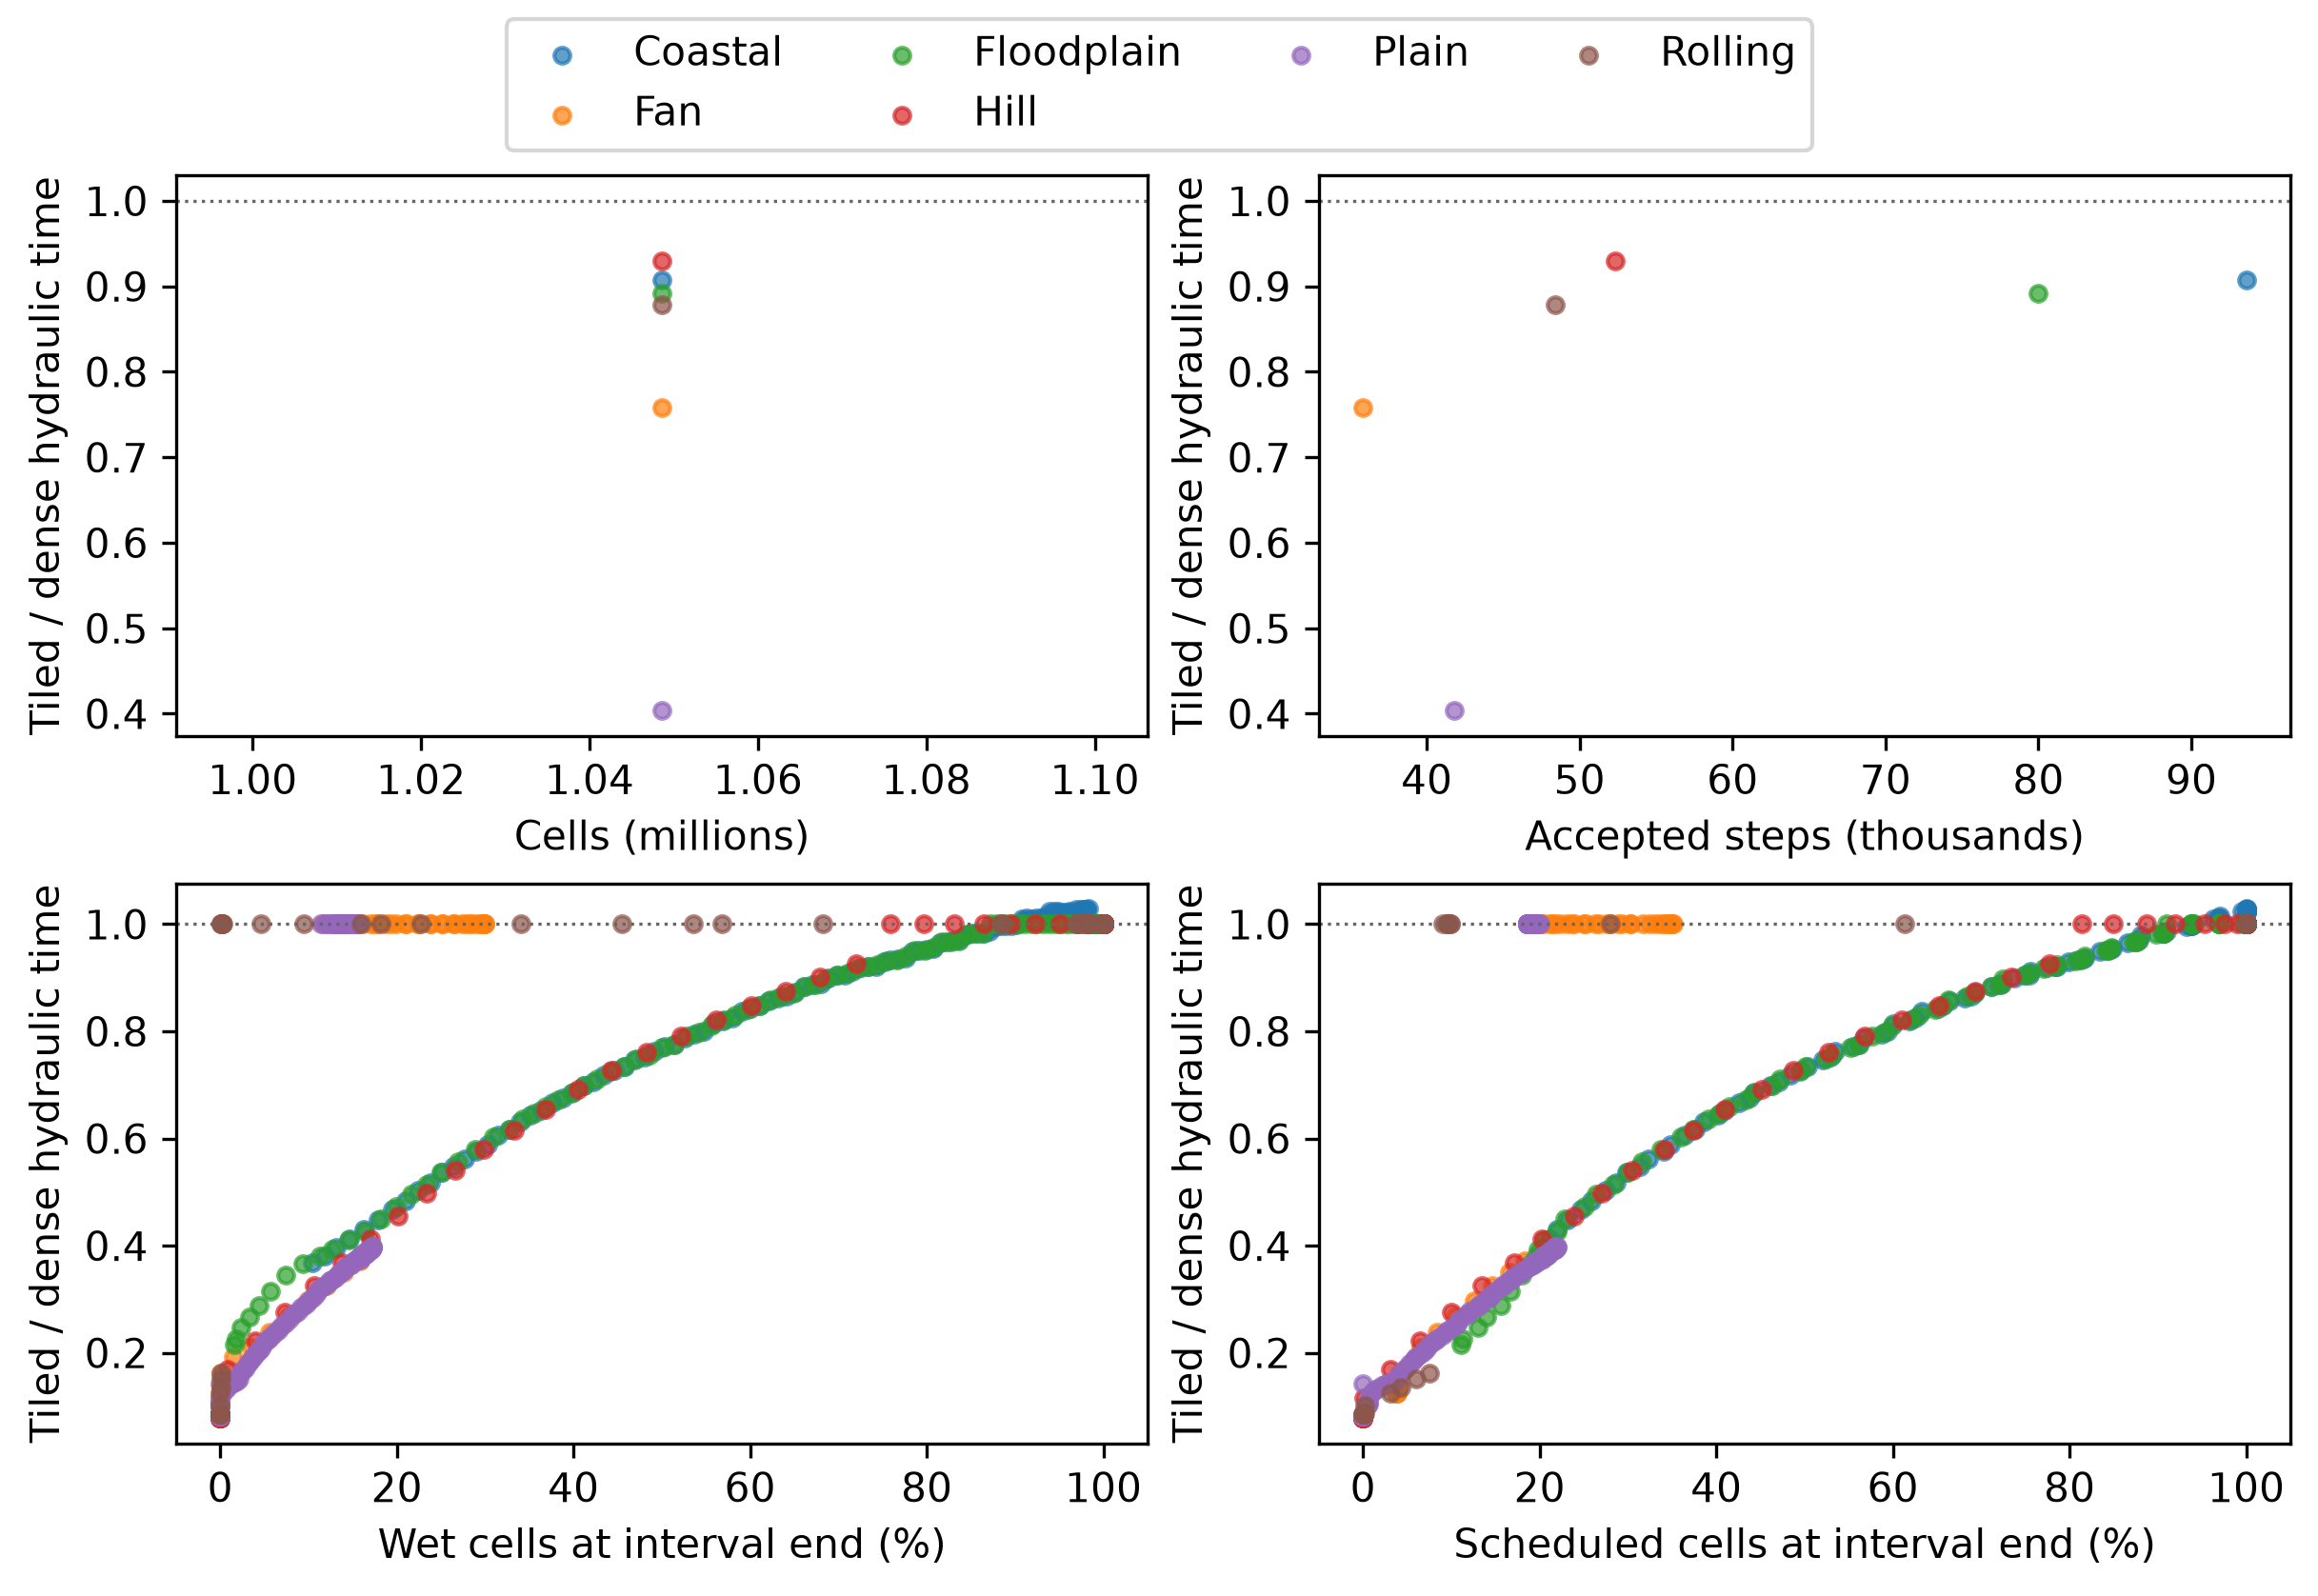 Coastal Floodplain Plain Rolling
Fan Hill
Tiled / dense hydraulic time
1.0
0.9
0.8
0.7
0.6
0.5
0.4
1.00 1.02 1.04 1.06 1.08 1.10
Cells (millions)
Tiled / dense hydraulic time
1.0
0.9
0.8
0.7
0.6
0.5
0.4
40 50 60 70 80 90
Accepted steps (thousands)
Tiled / dense hydraulic time
1.0
0.8
0.6
0.4
0.2
0 20 40 60 80 100
Wet cells at interval end (%)
Tiled / dense hydraulic time
1.0
0.8
0.6
0.4
0.2
0 20 40 60 80 100
Scheduled cells at interval end (%)